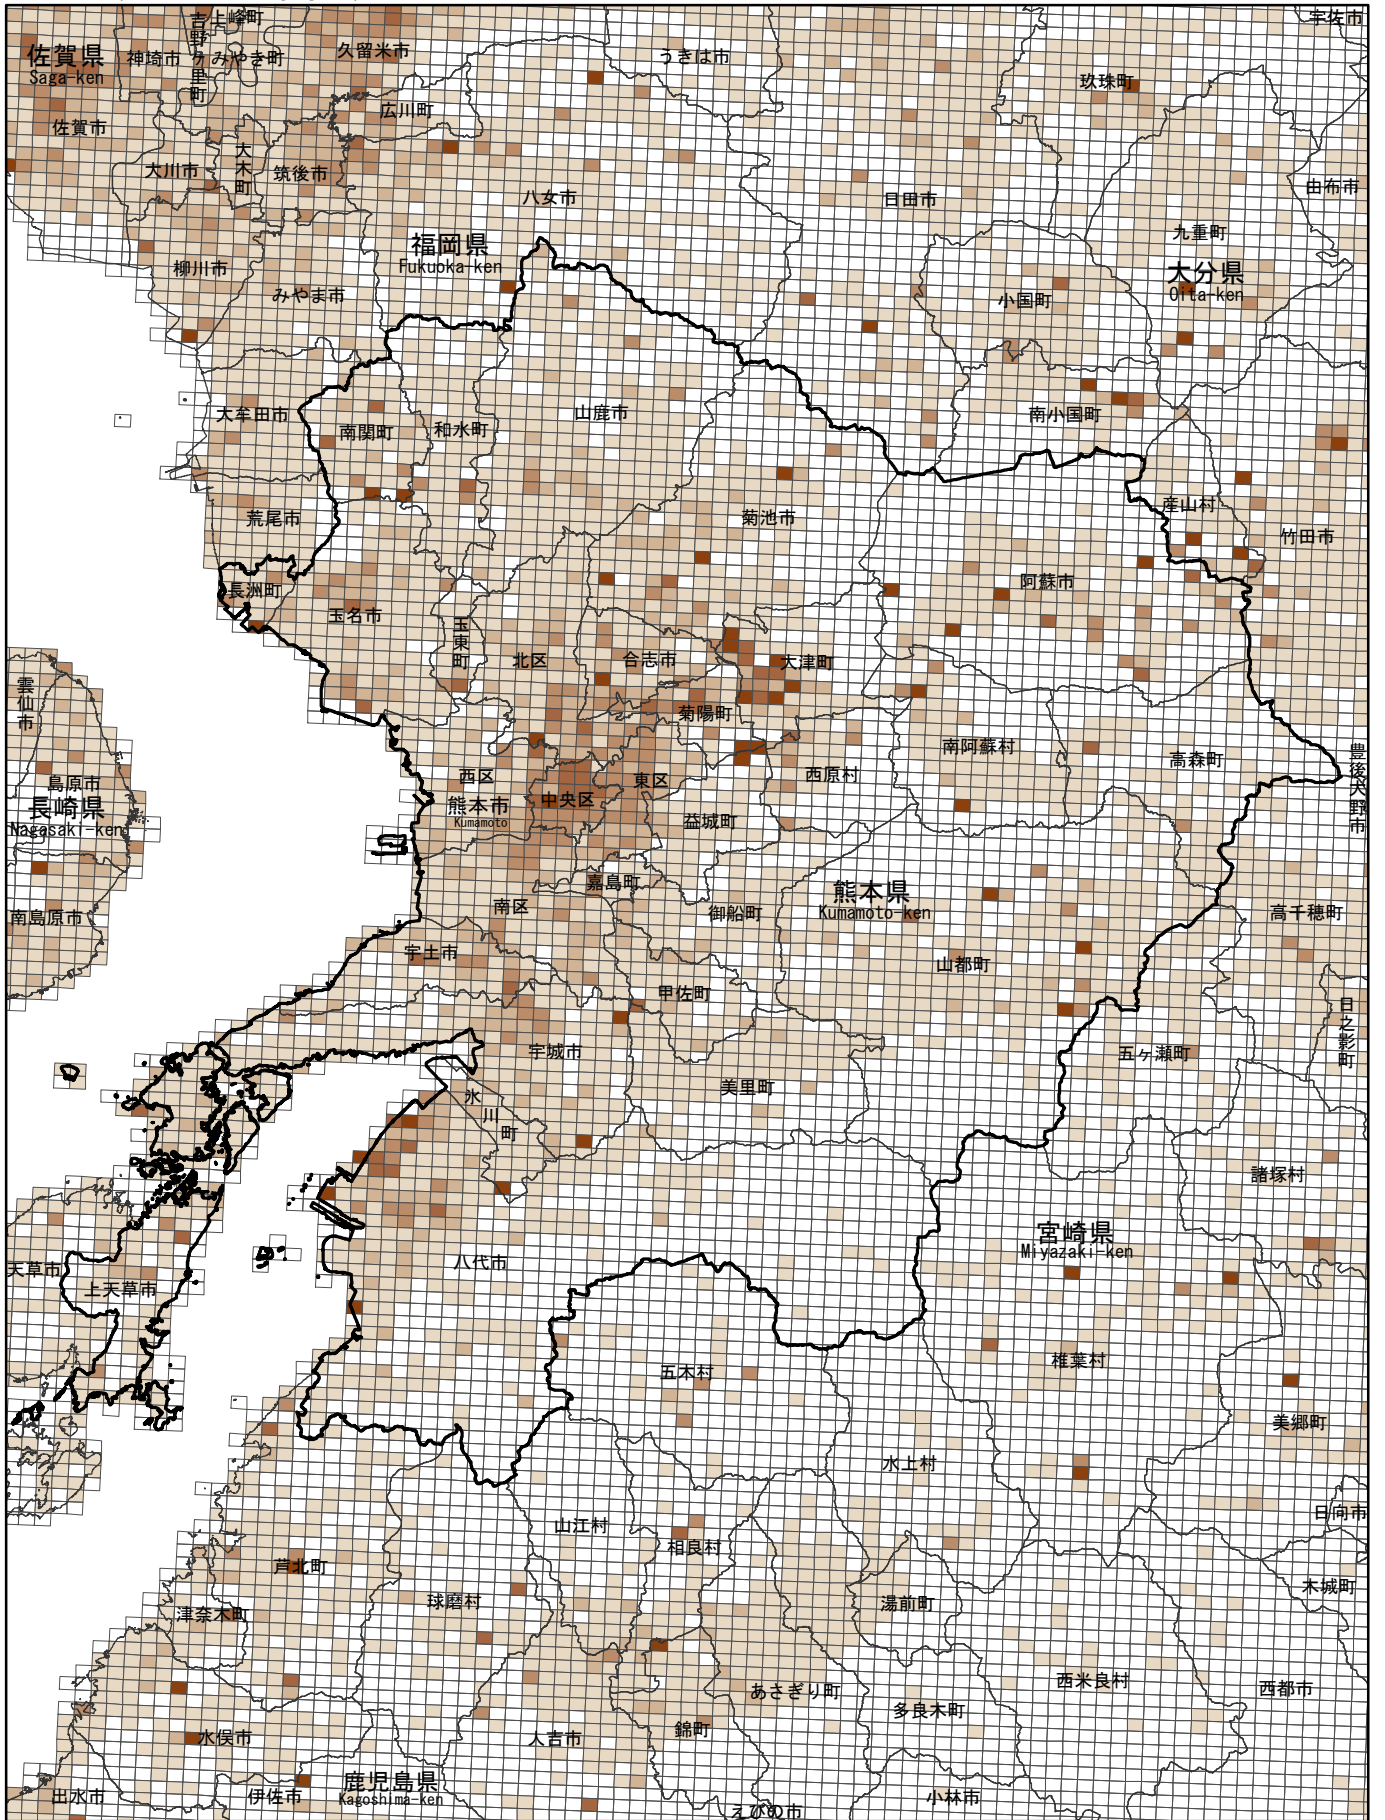 宇佐市
吉野ヶ里町
上峰町
久留米市
うきは市
佐賀県
Saga-ken
神埼市
みやき町
玖珠町
広川町
佐賀市
大木町
大川市
筑後市
由布市
八女市
日田市
九重町
福岡県
Fukuoka-ken
柳川市
大分県
Oita-ken
みやま市
小国町
大牟田市
南関町
和水町
山鹿市
南小国町
産山村
荒尾市
菊池市
竹田市
阿蘇市
長洲町
玉名市
玉東町
北区
合志市
大津町
雲仙市
菊陽町
南阿蘇村
高森町
豊後大野市
西区
東区
西原村
島原市
中央区
長崎県
Nagasaki-ken
熊本市
Kumamoto
益城町
嘉島町
熊本県
Kumamoto-ken
南区
御船町
高千穂町
南島原市
宇土市
山都町
甲佐町
日之影町
宇城市
五ヶ瀬町
美里町
氷川町
諸塚村
宮崎県
Miyazaki-ken
天草市
八代市
上天草市
五木村
椎葉村
美郷町
水上村
日向市
山江村
相良村
芦北町
木城町
球磨村
湯前町
津奈木町
西米良村
西都市
あさぎり町
多良木町
錦町
水俣市
人吉市
鹿児島県
Kagoshima-ken
出水市
伊佐市
小林市
えびの市